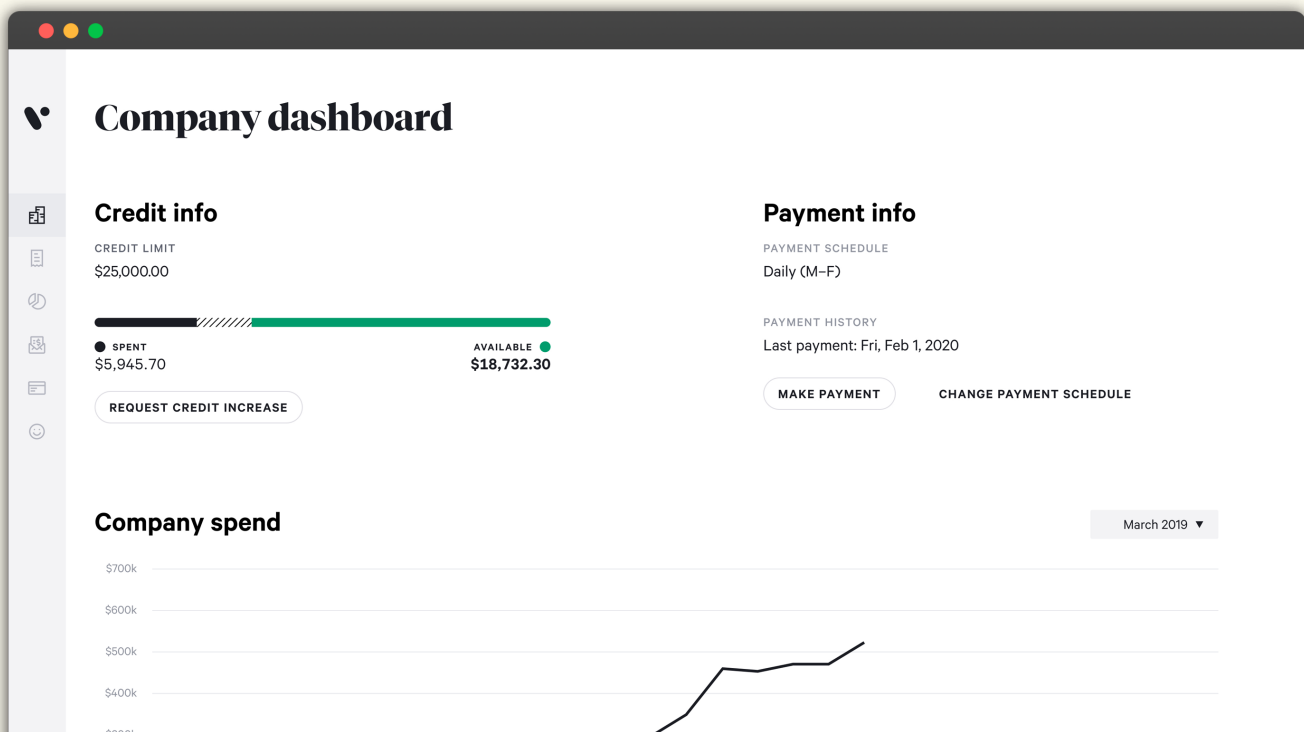 Company dashboard
Credit info
CREDIT LIMIT
$25,000.00
SPENT
$5,945.70
AVAILABLE
$18,732.30
REQUEST CREDIT INCREASE
Payment info
PAYMENT SCHEDULE
Daily (M–F)
PAYMENT HISTORY
Last payment: Fri, Feb 1, 2020
MAKE PAYMENT
CHANGE PAYMENT SCHEDULE
Company spend
March 2019 ▼
$700k
$600k
$500k
$400k